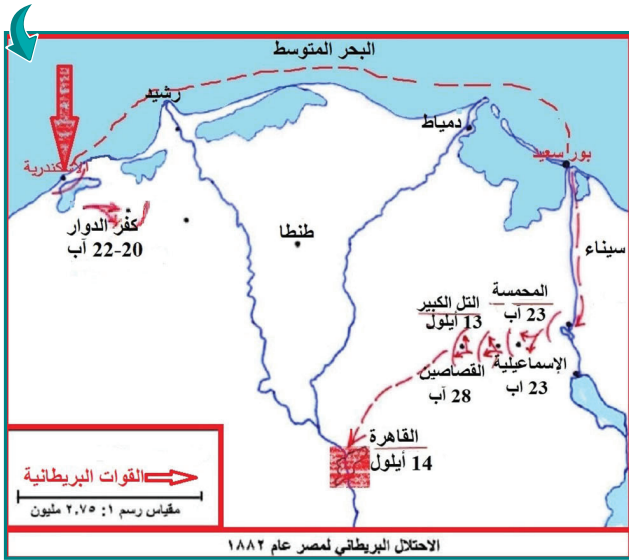 البحر المتوسط
رشيد
دمياط
بور سعيد
الاسكندرية
كفر الدوار
20-22 آب
طنطا
سيناء
المحمسة
23 آب
التل الكبير
13 أيلول
الإسماعيلية
23 اب
القصاصين
28 آب
القاهرة
14 أيلول
القوات البريطانية
مقياس رسم ١: ٢،٧٥ مليون
الاحتلال البريطاني لمصر عام ١٨٨٢